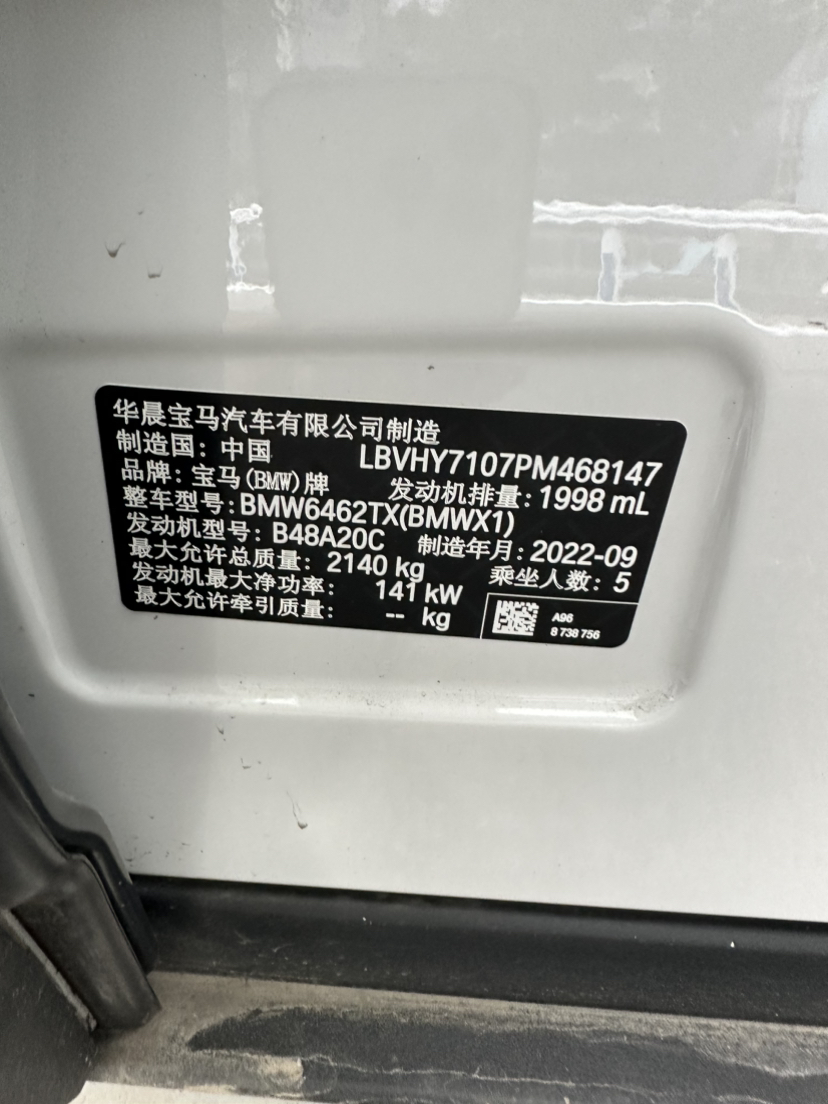 华晨宝马汽车有限公司制造
制造国：中国 LBVHY7107PM468147
品牌：宝马(BMW)牌 发动机排量：1998 mL
整车型号：BMW6462TX(BMWX1)
发动机型号：B48A20C 制造年月：2022-09
最大允许总质量：2140 kg 乘坐人数：5
发动机最大净功率：141 kW
最大允许牵引质量：-- kg
A96
8 738 756